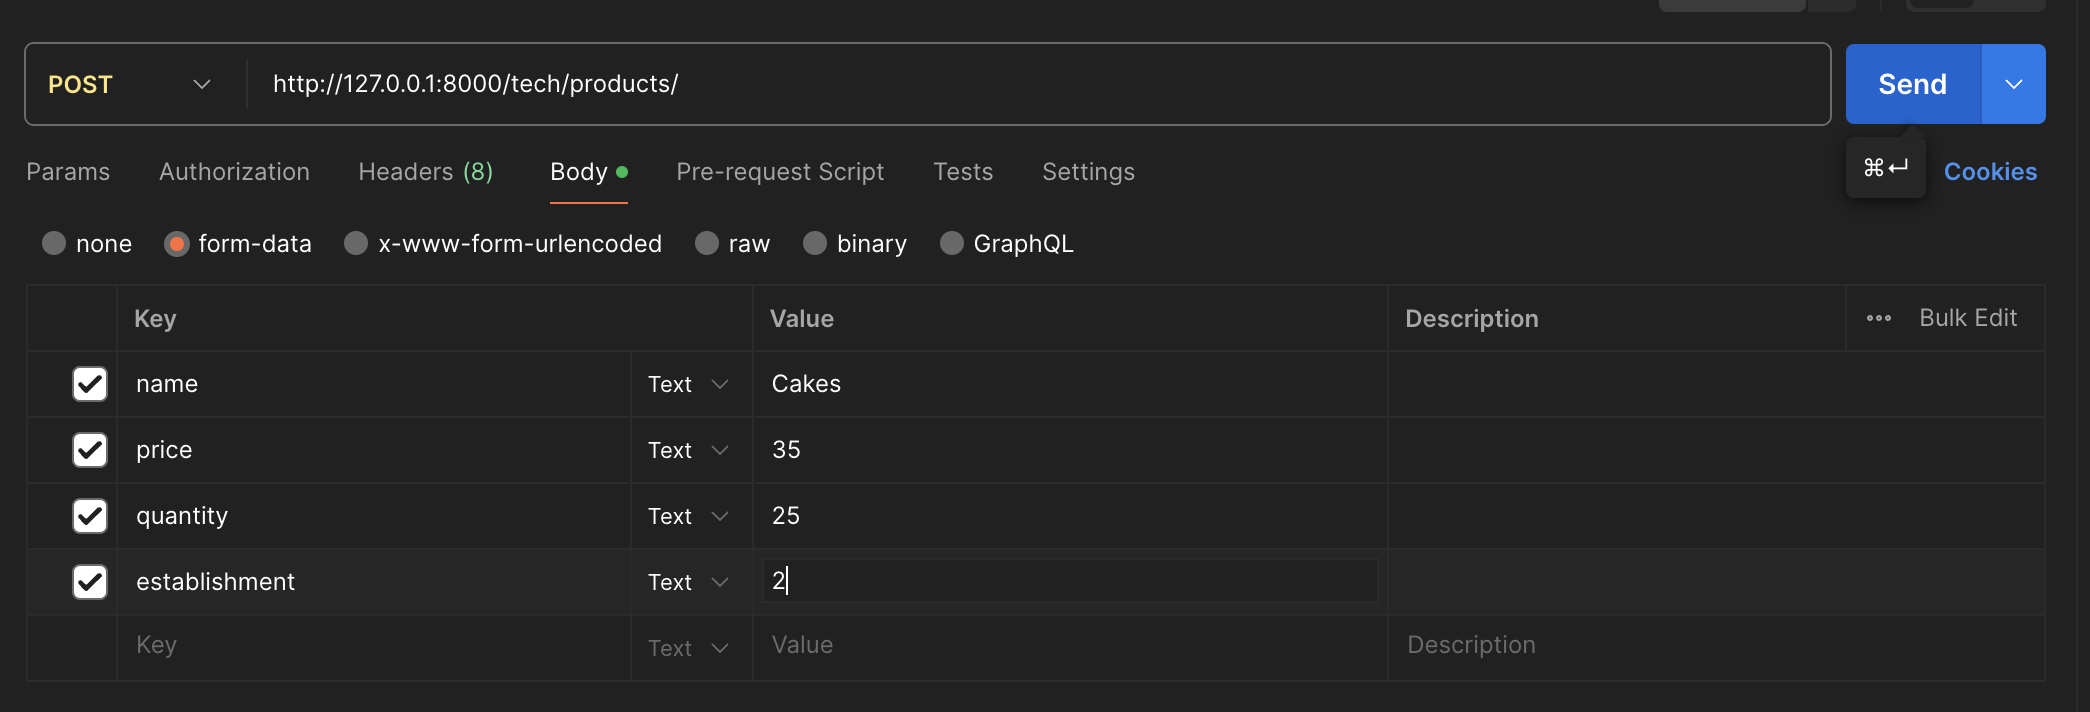 POST http://127.0.0.1:8000/tech/products/ Send
Params Authorization Headers (8) Body Pre-request Script Tests Settings ⌘↵ Cookies
none form-data x-www-form-urlencoded raw binary GraphQL
Key Value Description ••• Bulk Edit
name Text Cakes
price Text 35
quantity Text 25
establishment Text 2
Key Text Value Description